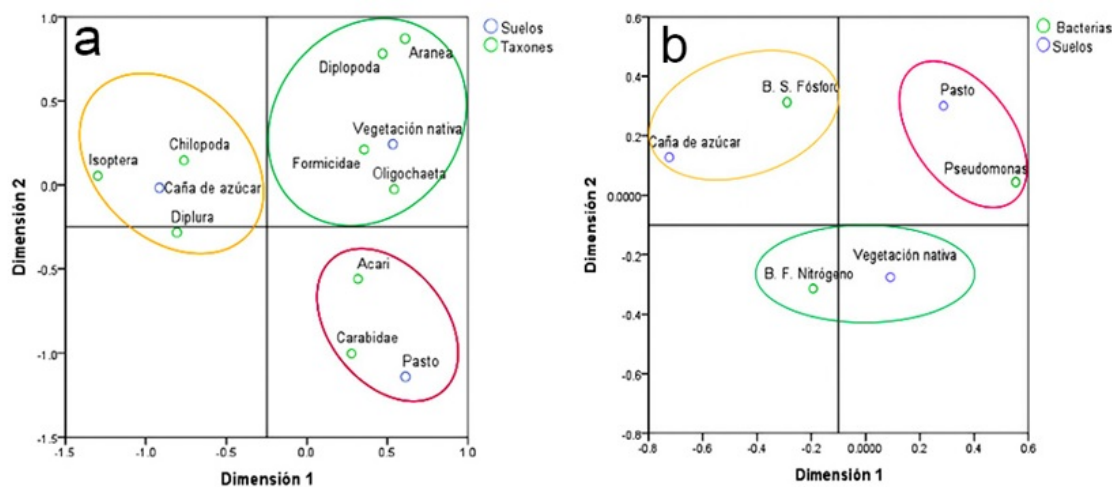 a
Suelos
Taxones
Dimensión 2
1.0
0.5
0.0
-0.5
-1.0
-1.5
Aranea
Diplopoda
Vegetación nativa
Formicidae
Oligochaeta
Chilopoda
Isoptera
Caña de azúcar
Diplura
Acari
Carabidae
Pasto
-1.5 -1.0 -0.5 0.0 0.5 1.0
Dimensión 1
b
Bacterias
Suelos
Dimensión 2
0.6
0.4
0.2
0.0000
-0.2
-0.4
-0.6
-0.8
B. S. Fósforo
Pasto
Caña de azúcar
Pseudomonas
Vegetación nativa
B. F. Nitrógeno
-0.8 -0.6 -0.4 -0.2 0.0000 0.2 0.4 0.6
Dimensión 1